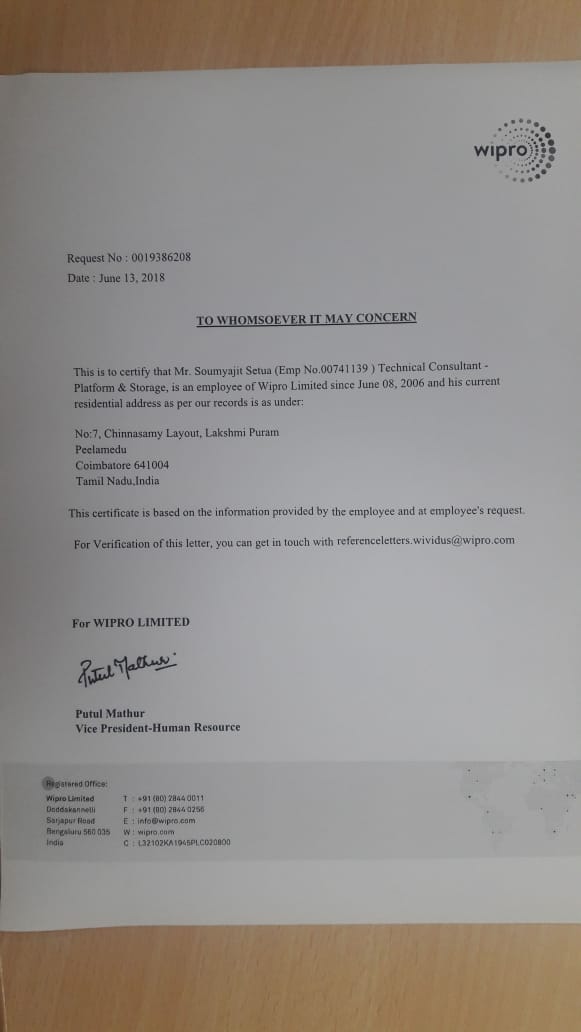 wipro
Request No : 0019386208
Date : June 13, 2018
TO WHOMSOEVER IT MAY CONCERN
This is to certify that Mr. Soumyajit Setua (Emp No.00741139 ) Technical Consultant -
Platform & Storage, is an employee of Wipro Limited since June 08, 2006 and his current
residential address as per our records is as under:
No:7, Chinnasamy Layout, Lakshmi Puram
Peelamedu
Coimbatore 641004
Tamil Nadu,India
This certificate is based on the information provided by the employee and at employee's request.
For Verification of this letter, you can get in touch with referenceletters.wividus@wipro.com
For WIPRO LIMITED
Putul Mathur
Putul Mathur
Vice President-Human Resource
Registered Office:
Wipro Limited T : +91 (80) 2844 0011
Doddakannelli F : +91 (80) 2844 0256
Sarjapur Road E : info@wipro.com
Bengaluru 560 035 W : wipro.com
India C : L32102KA1945PLC020800